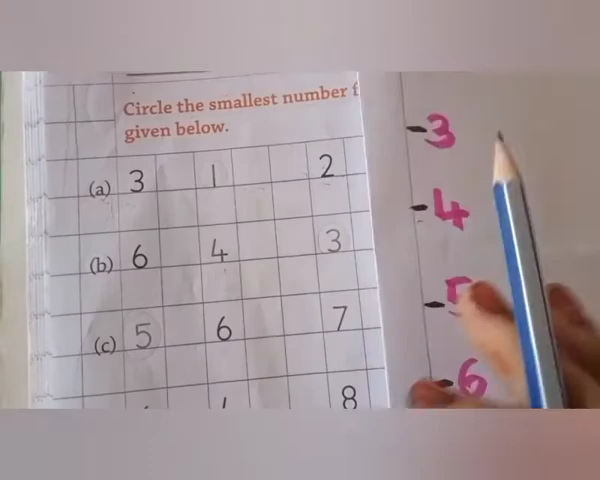 Circle the smallest number f
given below.
(a) 3 1 2
(b) 6 4 3
(c) 5 6 7
8
-3
-4
-5
-6